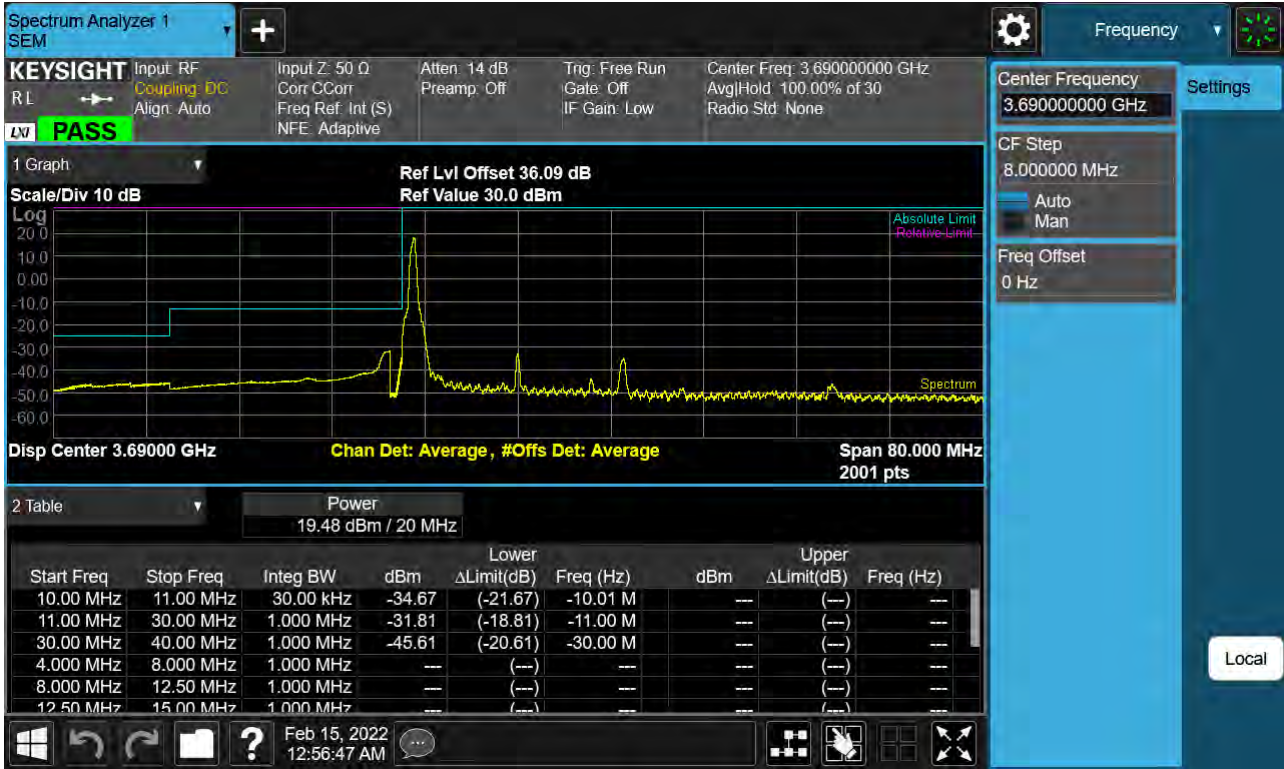 Spectrum Analyzer 1
SEM
Frequency
KEYSIGHT
Input: RF
Coupling: DC
Align: Auto
Input Z: 50 Ω
Corr CCorr
Freq Ref: Int (S)
NFE: Adaptive
Atten: 14 dB
Preamp: Off
Trig: Free Run
Gate: Off
IF Gain: Low
Center Freq: 3.690000000 GHz
Avg|Hold: 100.00% of 30
Radio Std: None
R L
LXI
PASS
Center Frequency
3.690000000 GHz
Settings
CF Step
8.000000 MHz
Auto
Man
Freq Offset
0 Hz
Local
1 Graph
Scale/Div 10 dB
Ref Lvl Offset 36.09 dB
Ref Value 30.0 dBm
Log
Absolute Limit
Relative Limit
20.0
10.0
0.00
-10.0
-20.0
-30.0
-40.0
-50.0
-60.0
Spectrum
Disp Center 3.69000 GHz
Chan Det: Average, #Offs Det: Average
Span 80.000 MHz
2001 pts
2 Table
Power
19.48 dBm / 20 MHz
Lower Upper
Start Freq Stop Freq Integ BW dBm ΔLimit(dB) Freq (Hz) dBm ΔLimit(dB) Freq (Hz)
10.00 MHz 11.00 MHz 30.00 kHz -34.67 (-21.67) -10.01 M --- (---) ---
11.00 MHz 30.00 MHz 1.000 MHz -31.81 (-18.81) -11.00 M --- (---) ---
30.00 MHz 40.00 MHz 1.000 MHz -45.61 (-20.61) -30.00 M --- (---) ---
4.000 MHz 8.000 MHz 1.000 MHz --- (---) --- --- (---) ---
8.000 MHz 12.50 MHz 1.000 MHz --- (---) --- --- (---) ---
12.50 MHz 15.00 MHz 1.000 MHz --- (---) --- --- (---) ---
?
Feb 15, 2022
12:56:47 AM